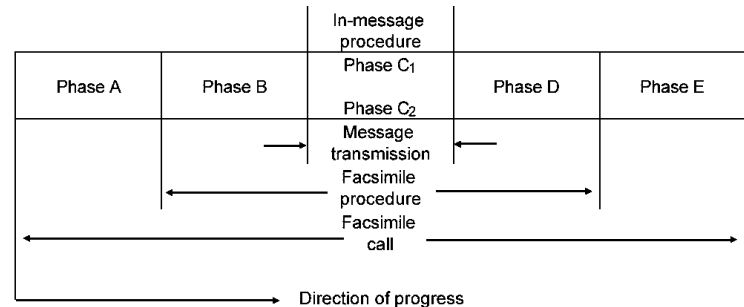 In-message
procedure
Phase A
Phase B
Phase C1
Phase C2
Phase D
Phase E
Message
transmission
Facsimile
procedure
Facsimile
call
Direction of progress